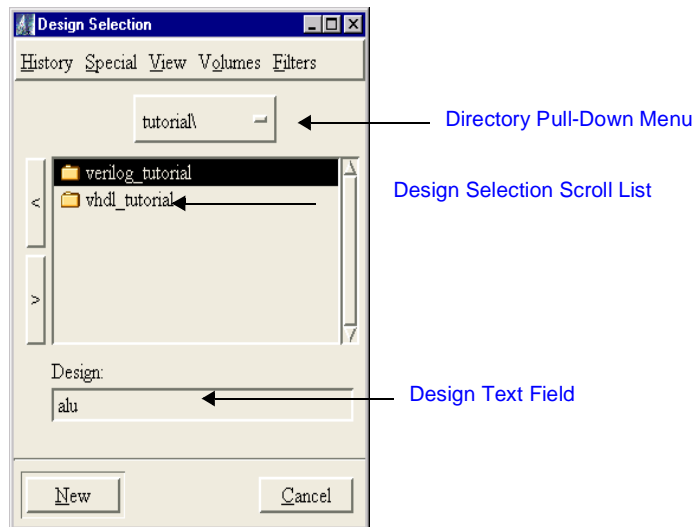 Design Selection
History Special View Volumes Filters
tutorial\
Directory Pull-Down Menu
verilog_tutorial
vhdl_tutorial
Design Selection Scroll List
<
>
Design:
alu
Design Text Field
New
Cancel